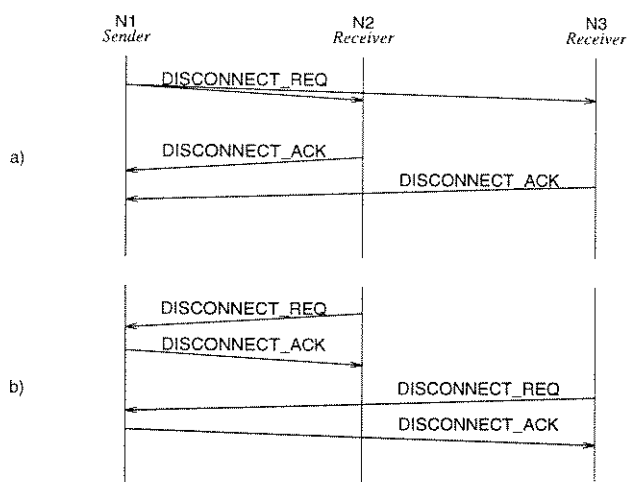 N1 N2 N3
Sender Receiver Receiver
DISCONNECT_REQ
DISCONNECT_ACK
a)
DISCONNECT_ACK
DISCONNECT_REQ
DISCONNECT_ACK
b)
DISCONNECT_REQ
DISCONNECT_ACK